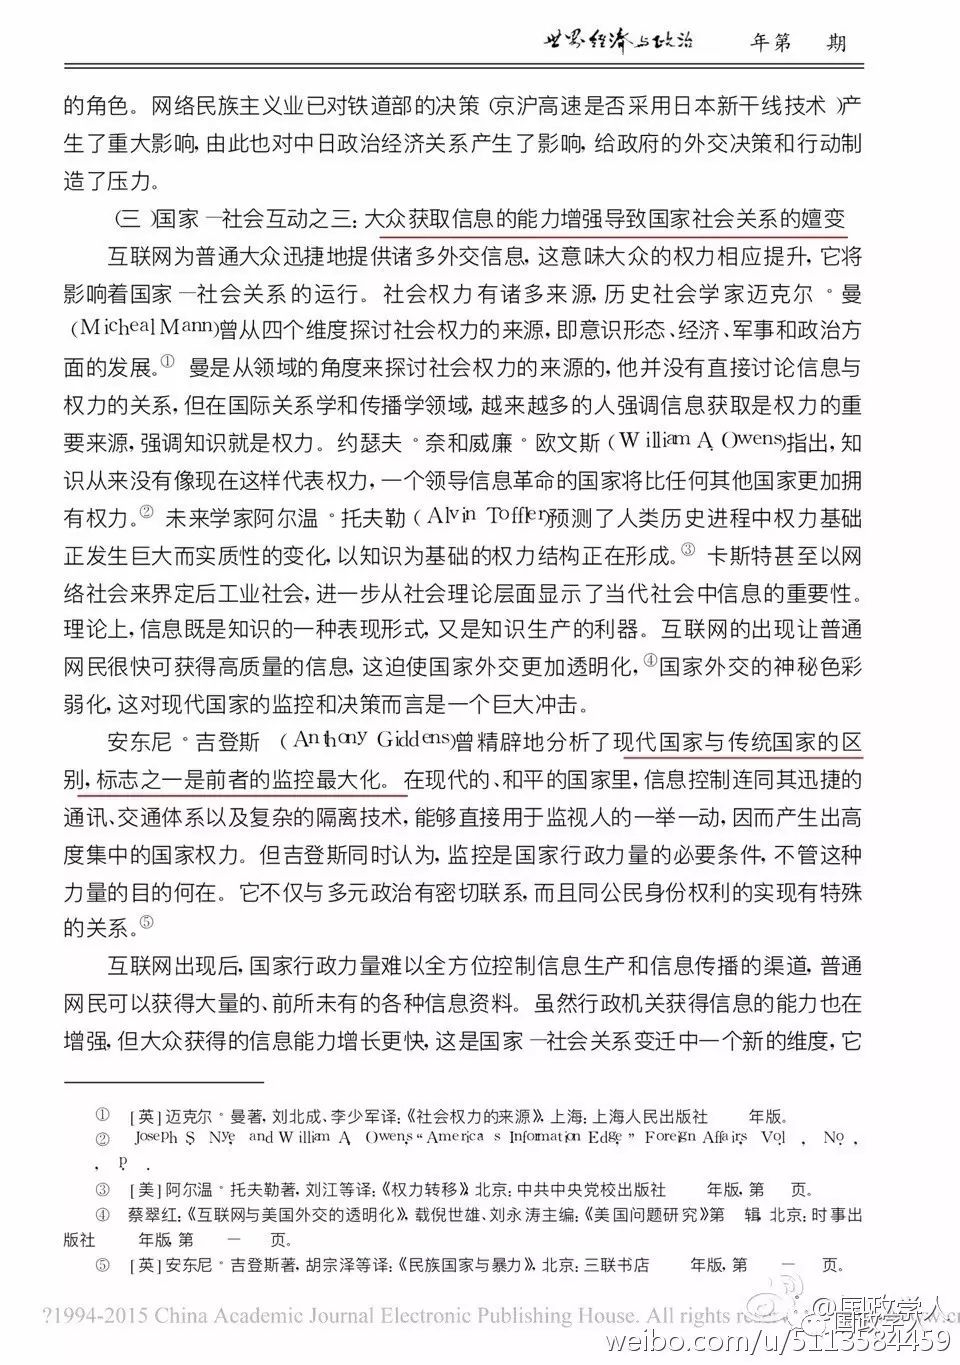 世界经济与政治 年第 期
的角色。网络民族主义业已对铁道部的决策(京沪高速是否采用日本新干线技术)产
生了重大影响,由此也对中日政治经济关系产生了影响,给政府的外交决策和行动制
造了压力。
(三)国家—社会互动之三:大众获取信息的能力增强导致国家社会关系的嬗变
互联网为普通大众迅捷地提供诸多外交信息,这意味大众的权力相应提升,它将
影响着国家—社会关系的运行。社会权力有诸多来源,历史社会学家迈克尔°曼
(Micheal Mann)曾从四个维度探讨社会权力的来源,即意识形态、经济、军事和政治方
面的发展。① 曼是从领域的角度来探讨社会权力的来源的,他并没有直接讨论信息与
权力的关系,但在国际关系学和传播学领域,越来越多的人强调信息获取是权力的重
要来源,强调知识就是权力。约瑟夫°奈和威廉°欧文斯(William A. Owens)指出,知
识从来没有像现在这样代表权力,一个领导信息革命的国家将比任何其他国家更加拥
有权力。② 未来学家阿尔温°托夫勒(Alvin Toffler)预测了人类历史进程中权力基础
正发生巨大而实质性的变化,以知识为基础的权力结构正在形成。③ 卡斯特甚至以网
络社会来界定后工业社会,进一步从社会理论层面显示了当代社会中信息的重要性。
理论上,信息既是知识的一种表现形式,又是知识生产的利器。互联网的出现让普通
网民很快可获得高质量的信息,这迫使国家外交更加透明化,④国家外交的神秘色彩
弱化,这对现代国家的监控和决策而言是一个巨大冲击。
安东尼°吉登斯 (Anthony Giddens)曾精辟地分析了现代国家与传统国家的区
别,标志之一是前者的监控最大化。在现代的、和平的国家里,信息控制连同其迅捷的
通讯、交通体系以及复杂的隔离技术,能够直接用于监视人的一举一动,因而产生出高
度集中的国家权力。但吉登斯同时认为,监控是国家行政力量的必要条件,不管这种
力量的目的何在。它不仅与多元政治有密切联系,而且同公民身份权利的实现有特殊
的关系。⑤
互联网出现后,国家行政力量难以全方位控制信息生产和信息传播的渠道,普通
网民可以获得大量的、前所未有的各种信息资料。虽然行政机关获得信息的能力也在
增强,但大众获得的信息能力增长更快,这是国家—社会关系变迁中一个新的维度,它
① [英]迈克尔°曼著,刘北成、李少军译:《社会权力的来源》,上海:上海人民出版社 年版。
② Joseph S. Nye, and William A. Owens, "America s Information Edge," Foreign Affairs, Vol , No. ,
, p .
③ [美]阿尔温°托夫勒著,刘江等译:《权力转移》,北京:中共中央党校出版社 年版,第 页。
④ 蔡翠红:《互联网与美国外交的透明化》,载倪世雄、刘永涛主编:《美国问题研究》第 辑,北京:时事出
版社 年版,第 — 页。
⑤ [英]安东尼°吉登斯著,胡宗泽等译:《民族国家与暴力》,北京:三联书店 年版,第 — 页。
?1994-2015 China Academic Journal Electronic Publishing House. All rights res
@国政学人
国政学人
weibo.com/u/5113584459